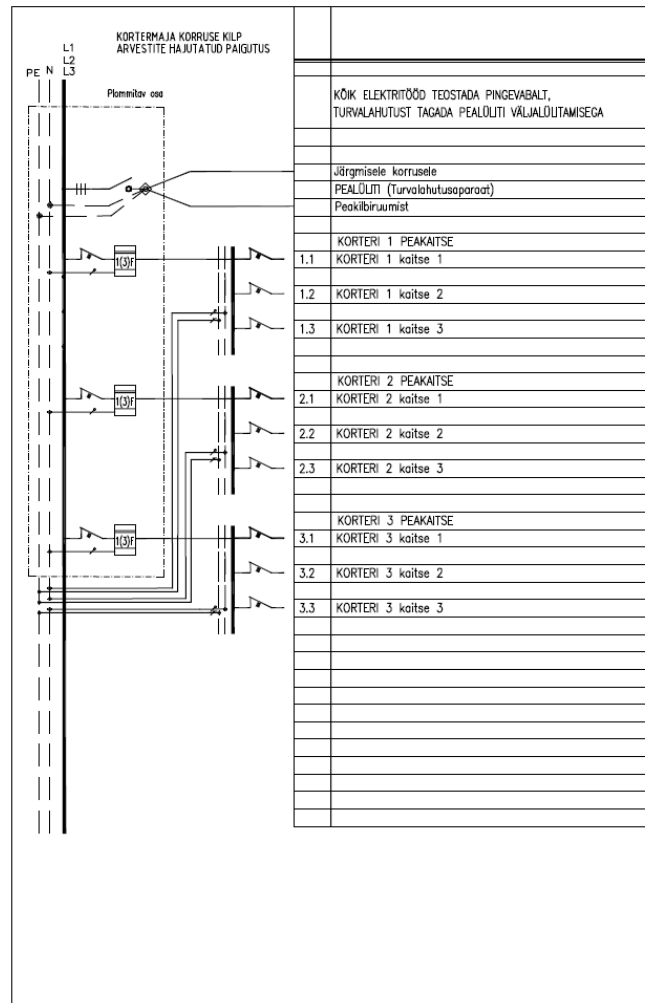 KORTERMAJA KORRUSE KILP
ARVESTITE HAJUTATUD PAIGUTUS
L1
L2
L3
PE N
Plommitav osa
KÕIK ELEKTRITÖÖD TEOSTADA PINGEVABALT,
TURVALAHUTUST TAGADA PEALÜLITI VÄLJALÜLITAMISEGA
Järgmisele korrusele
PEALÜLITI (Turvalahutusaparaat)
Peakilbiruumist
KORTERI 1 PEAKAITSE
1(3)F
1.1 KORTERI 1 kaitse 1
1.2 KORTERI 1 kaitse 2
1.3 KORTERI 1 kaitse 3
KORTERI 2 PEAKAITSE
1(3)F
2.1 KORTERI 2 kaitse 1
2.2 KORTERI 2 kaitse 2
2.3 KORTERI 2 kaitse 3
KORTERI 3 PEAKAITSE
1(3)F
3.1 KORTERI 3 kaitse 1
3.2 KORTERI 3 kaitse 2
3.3 KORTERI 3 kaitse 3